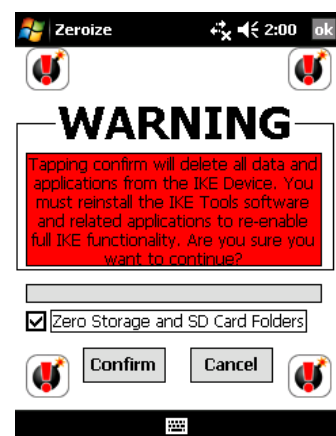 Zeroize 2:00 ok
WARNING
Tapping confirm will delete all data and
applications from the IKE Device. You
must reinstall the IKE Tools software
and related applications to re-enable
full IKE functionality. Are you sure you
want to continue?
Zero Storage and SD Card Folders
Confirm Cancel